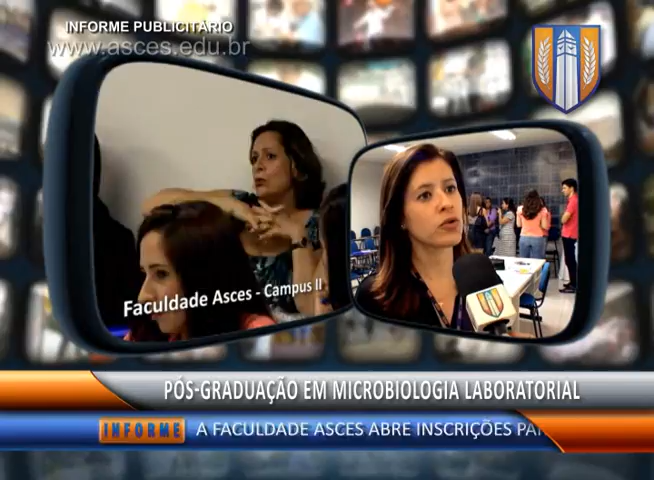 INFORME PUBLICITÁRIO
www.asces.edu.br
Faculdade Asces - Campus II
PÓS-GRADUAÇÃO EM MICROBIOLOGIA LABORATORIAL
INFORME A FACULDADE ASCES ABRE INSCRIÇÕES